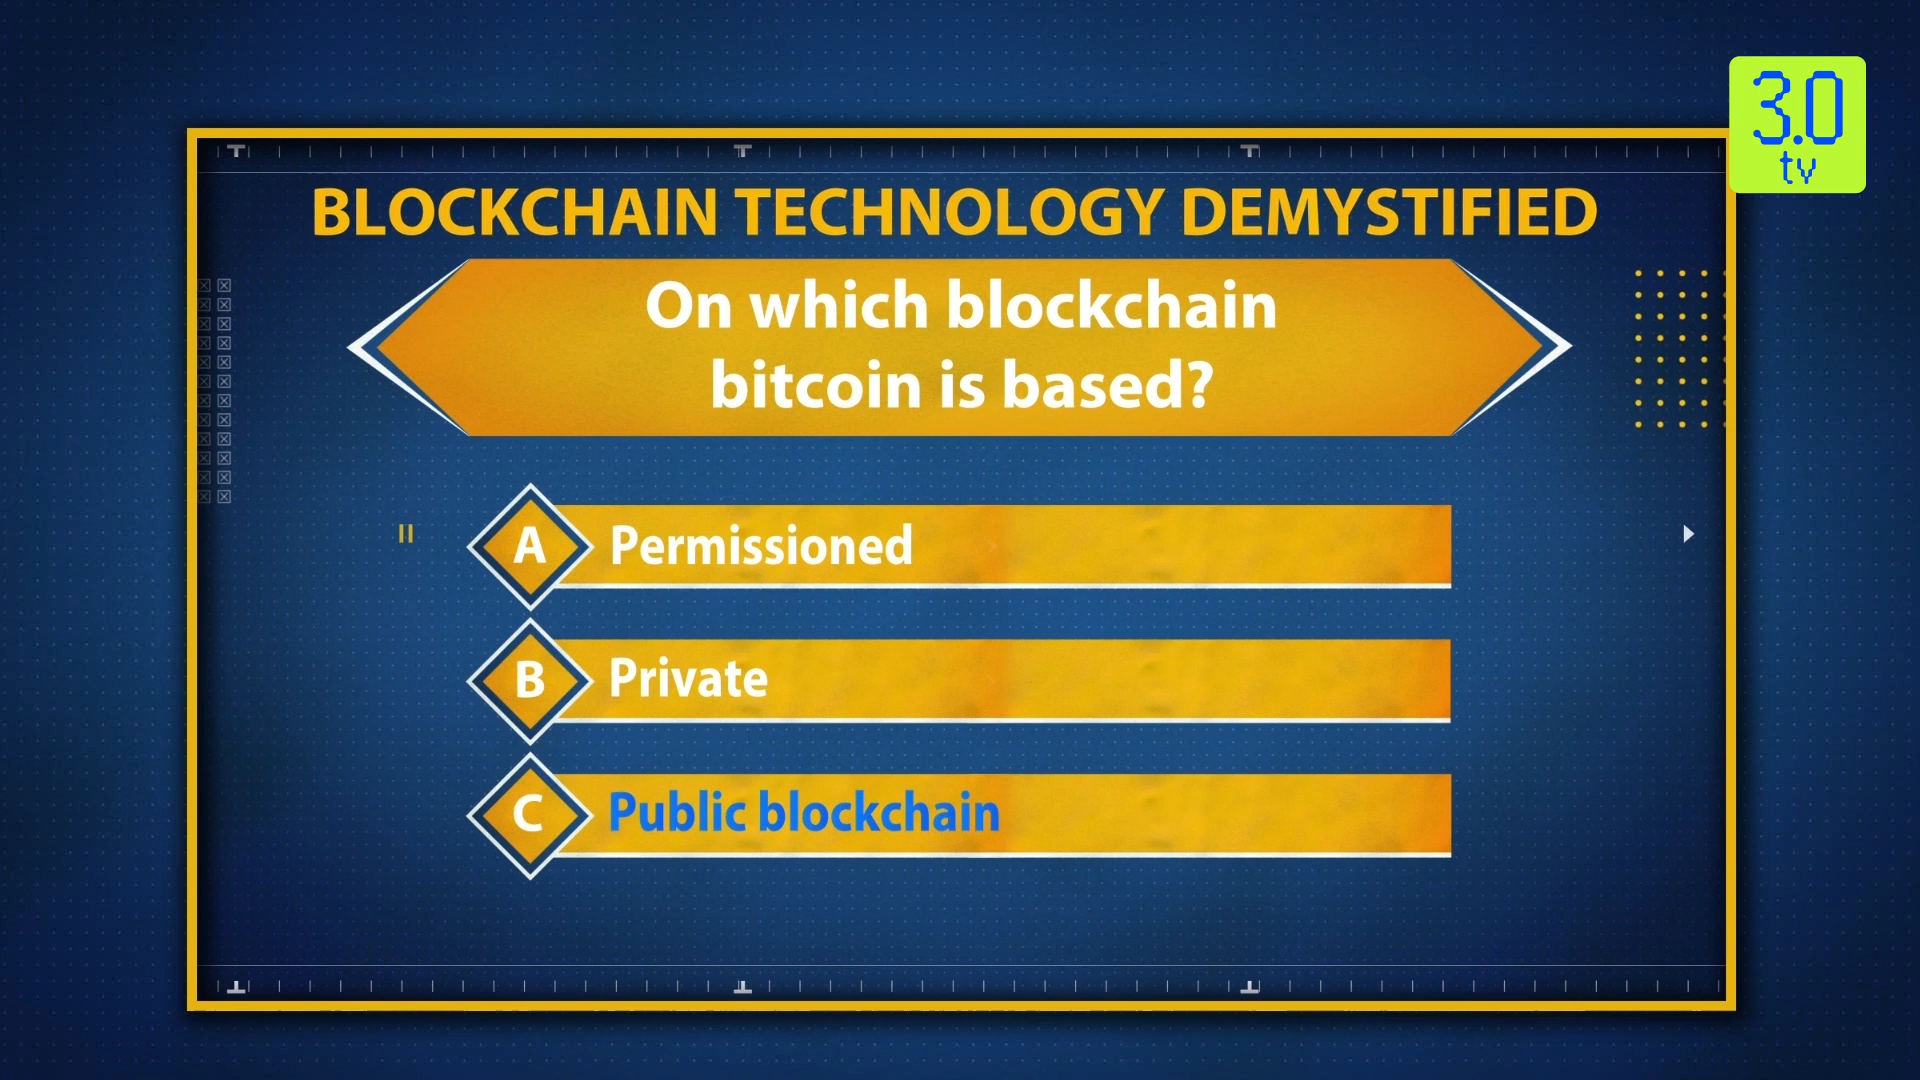 3.0
tv
BLOCKCHAIN TECHNOLOGY DEMYSTIFIED
On which blockchain
bitcoin is based?
A Permissioned
B Private
C Public blockchain